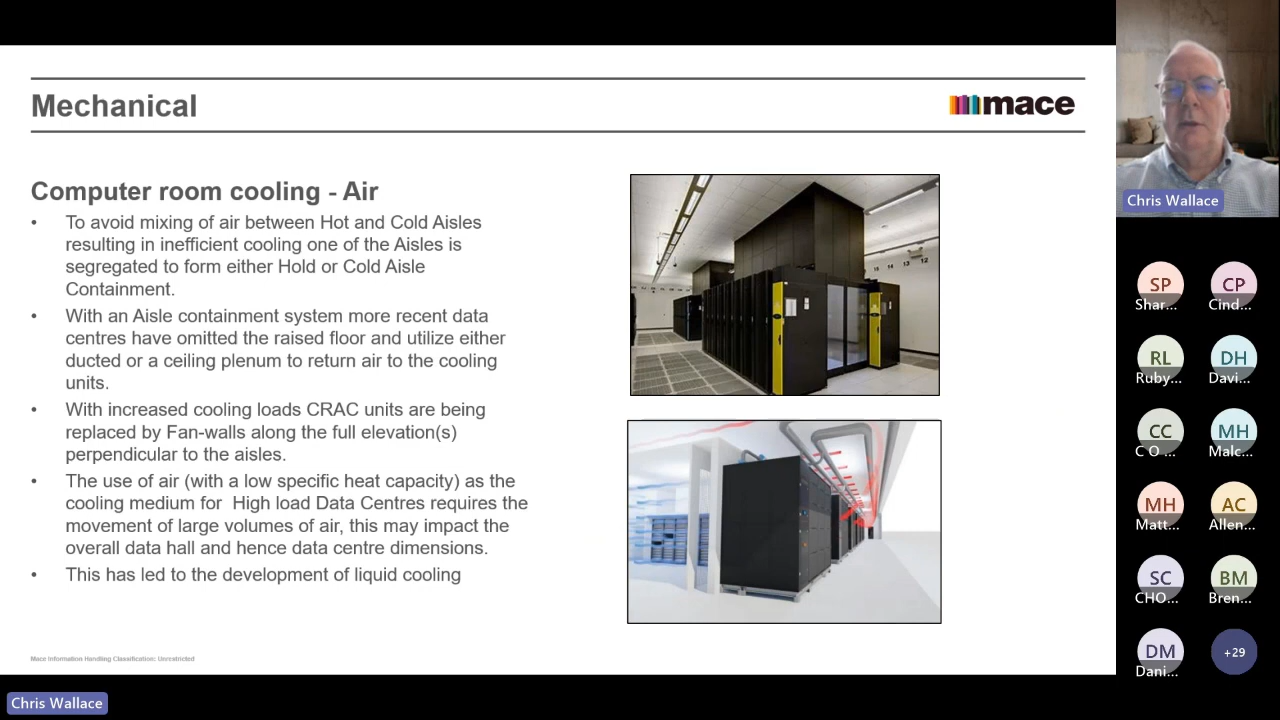 Mechanical
mace
Computer room cooling - Air
• To avoid mixing of air between Hot and Cold Aisles
resulting in inefficient cooling one of the Aisles is
segregated to form either Hold or Cold Aisle
Containment.
• With an Aisle containment system more recent data
centres have omitted the raised floor and utilize either
ducted or a ceiling plenum to return air to the cooling
units.
• With increased cooling loads CRAC units are being
replaced by Fan-walls along the full elevation(s)
perpendicular to the aisles.
• The use of air (with a low specific heat capacity) as the
cooling medium for  High load Data Centres requires the
movement of large volumes of air, this may impact the
overall data hall and hence data centre dimensions.
• This has led to the development of liquid cooling
13 14 13 12
Mace Information Handling Classification: Unrestricted
Chris Wallace
Chris Wallace
SP CP
Shar... Cind...
RL DH
Ruby... Davi...
CC MH
C O ... Malc...
MH AC
Matt... Allen...
SC BM
CHO... Bren...
DM +29
Dani...